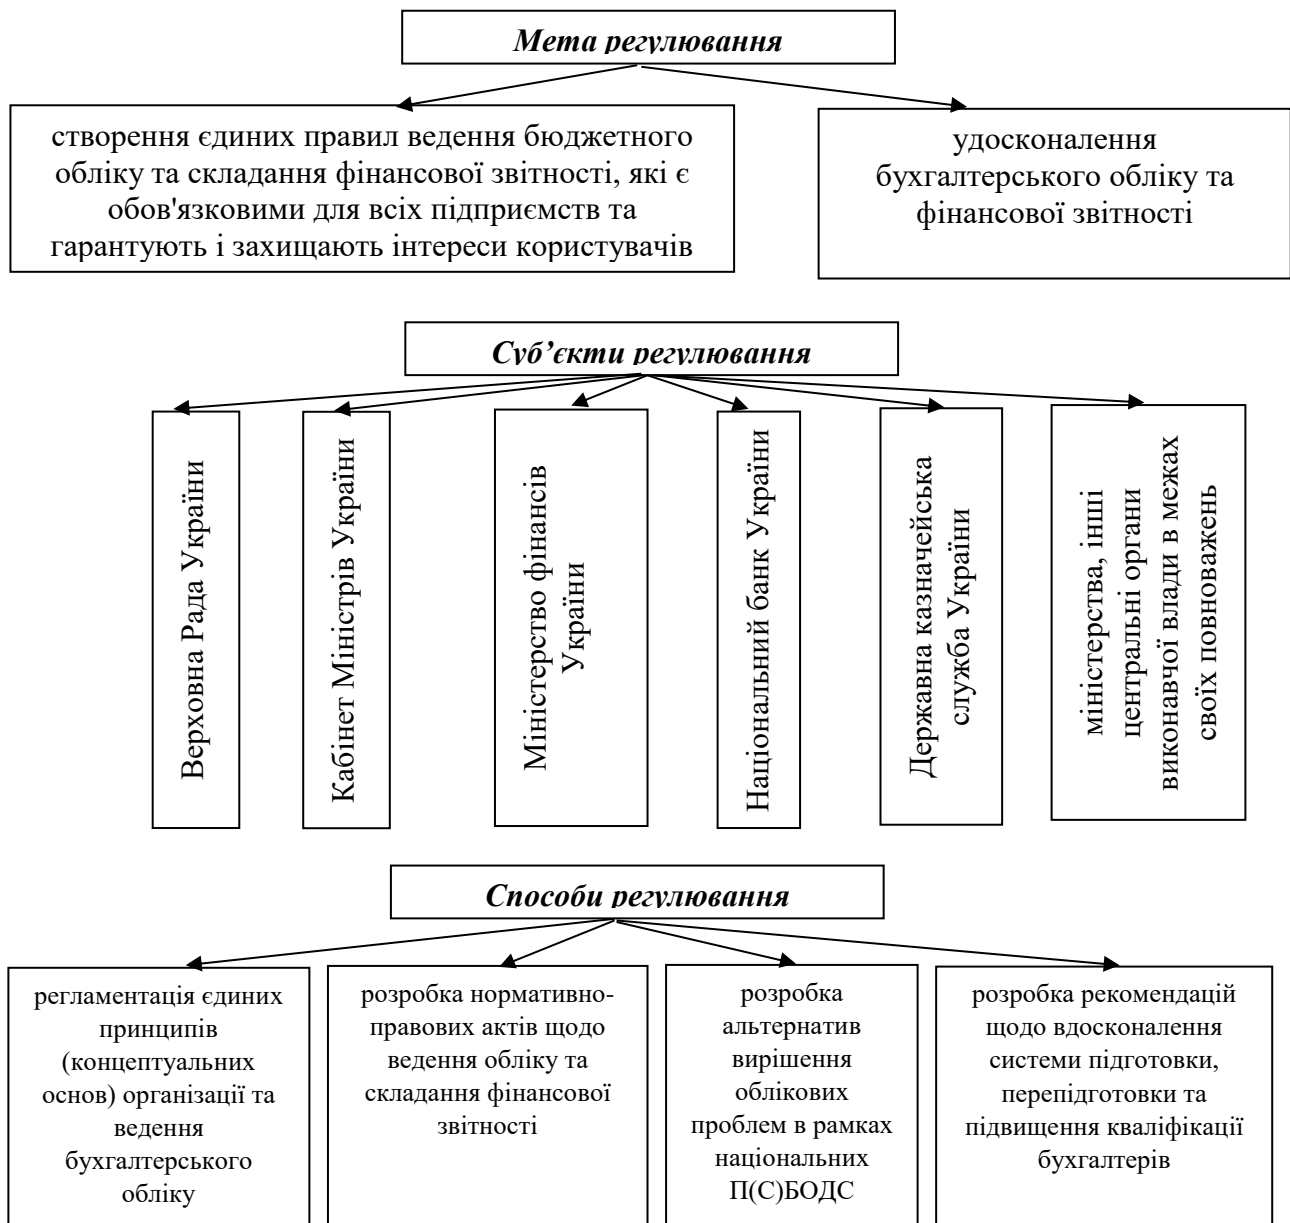 Мета регулювання
створення єдиних правил ведення бюджетного
обліку та складання фінансової звітності, які є
обов'язковими для всіх підприємств та
гарантують і захищають інтереси користувачів
удосконалення
бухгалтерського обліку та
фінансової звітності
Суб’єкти регулювання
Верховна Рада України
Кабінет Міністрів України
Міністерство фінансів
України
Національний банк України
Державна казначейська
служба України
міністерства, інші
центральні органи
виконавчої влади в межах
своїх повноважень
Способи регулювання
регламентація єдиних
принципів
(концептуальних
основ) організації та
ведення
бухгалтерського
обліку
розробка нормативно-
правових актів щодо
ведення обліку та
складання фінансової
звітності
розробка
альтернатив
вирішення
облікових
проблем в рамках
національних
П(С)БОДС
розробка рекомендацій
щодо вдосконалення
системи підготовки,
перепідготовки та
підвищення кваліфікації
бухгалтерів